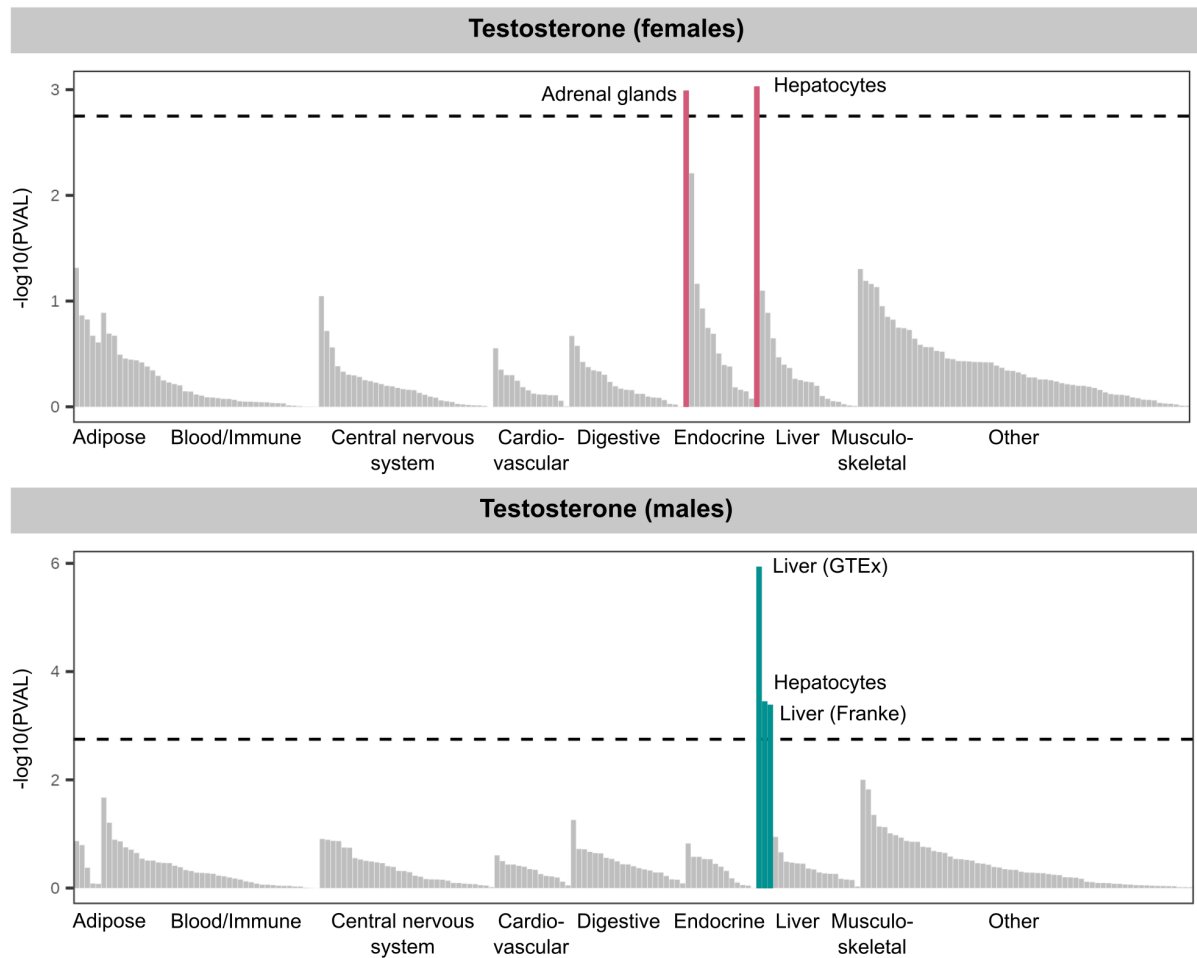 Testosterone (females)
-log10(PVAL)
3
2
1
0
Adrenal glands
Hepatocytes
Adipose
Blood/Immune
Central nervous
system
Cardio-
vascular
Digestive
Endocrine
Liver
Musculo-
skeletal
Other
Testosterone (males)
-log10(PVAL)
6
4
2
0
Liver (GTEx)
Hepatocytes
Liver (Franke)
Adipose
Blood/Immune
Central nervous
system
Cardio-
vascular
Digestive
Endocrine
Liver
Musculo-
skeletal
Other